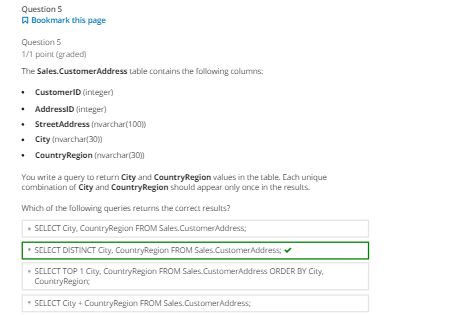 Question 5
Bookmark this page
Question 5
1/1 point (graded)
The Sales.CustomerAddress table contains the following columns:
• CustomerID (integer)
• AddressID (integer)
• StreetAddress (nvarchar(100))
• City (nvarchar(30))
• CountryRegion (nvarchar(30))
You write a query to return City and CountryRegion values in the table. Each unique
combination of City and CountryRegion should appear only once in the results.
Which of the following queries returns the correct results?
SELECT City, CountryRegion FROM Sales.CustomerAddress;
SELECT DISTINCT City, CountryRegion FROM Sales.CustomerAddress; ✔
SELECT TOP 1 City, CountryRegion FROM Sales.CustomerAddress ORDER BY City,
CountryRegion;
SELECT City + CountryRegion FROM Sales.CustomerAddress;